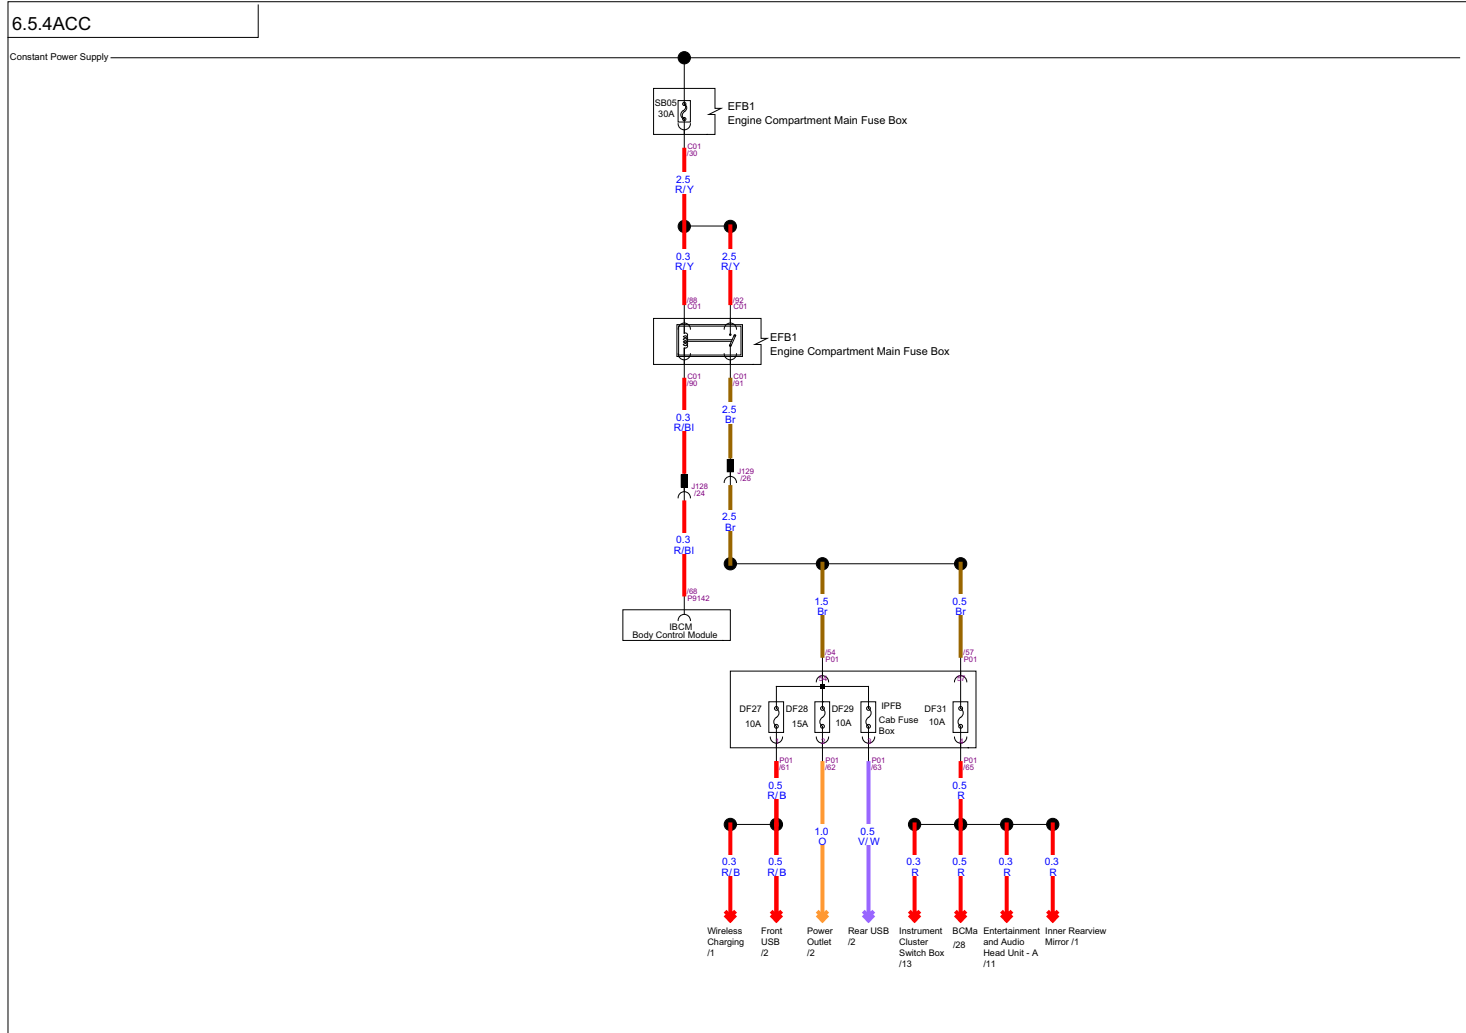 6.5.4ACC
Constant Power Supply
SB05
30A
EFB1
Engine Compartment Main Fuse Box
C01
/30
2.5
R/Y
0.3
R/Y
2.5
R/Y
/88
C01
/92
C01
EFB1
Engine Compartment Main Fuse Box
C01
/90
C01
/91
0.3
R/Bl
2.5
Br
J129
/26
J128
/24
2.5
Br
0.3
R/Bl
/68
P9142
IBCM
Body Control Module
1.5
Br
0.5
Br
/54
P01
/57
P01
DF27
10A
DF28
15A
DF29
10A
IPFB
Cab Fuse
Box
DF31
10A
P01
/61
P01
/62
P01
/63
P01
/65
0.5
R/B
0.5
R
1.0
O
0.5
V/W
0.3
R/B
0.5
R/B
0.3
R
0.5
R
0.3
R
0.3
R
Wireless
Charging
/1
Front
USB
/2
Power
Outlet
/2
Rear USB
/2
Instrument
Cluster
Switch Box
/13
BCMa
/28
Entertainment
and Audio
Head Unit - A
/11
Inner Rearview
Mirror /1